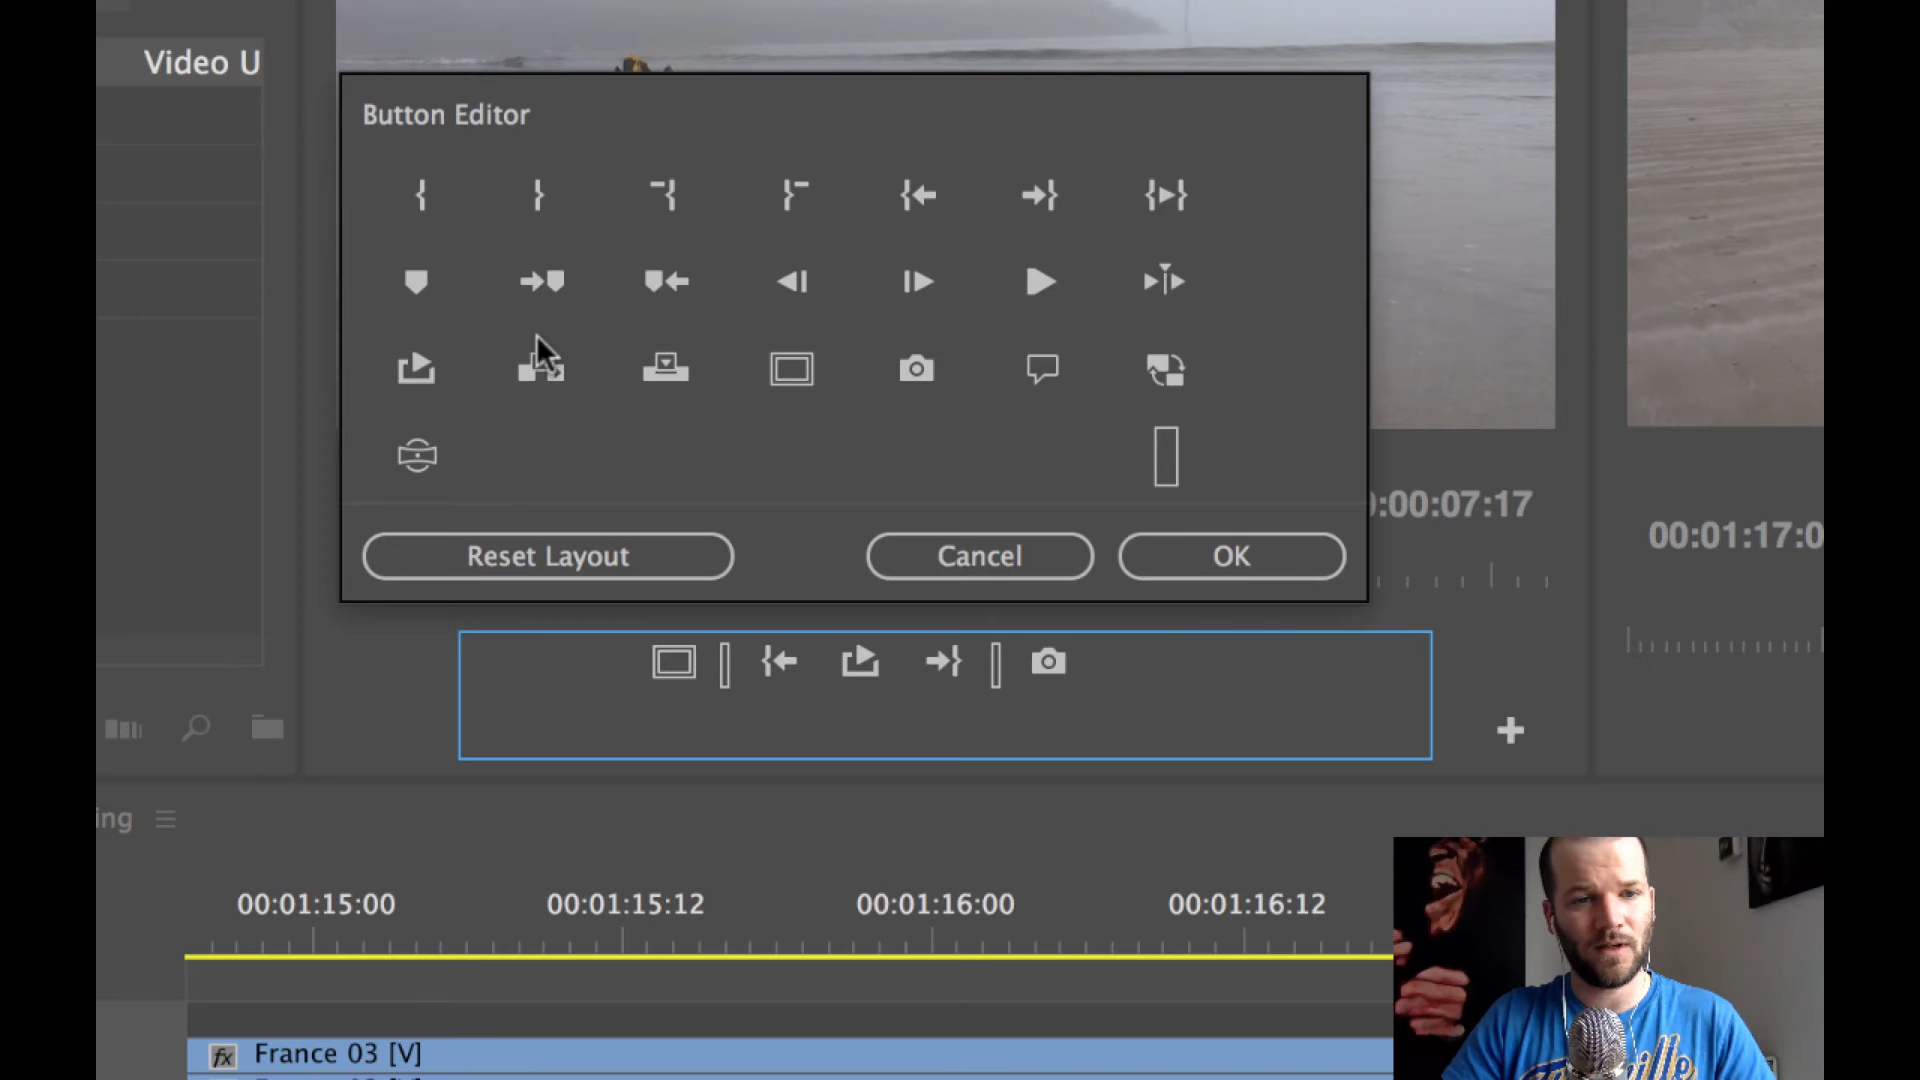 Video U
Button Editor
Reset Layout
Cancel
OK
:00:07:17
00:01:17:0
ing
00:01:15:00
00:01:15:12
00:01:16:00
00:01:16:12
fx
France 03 [V]